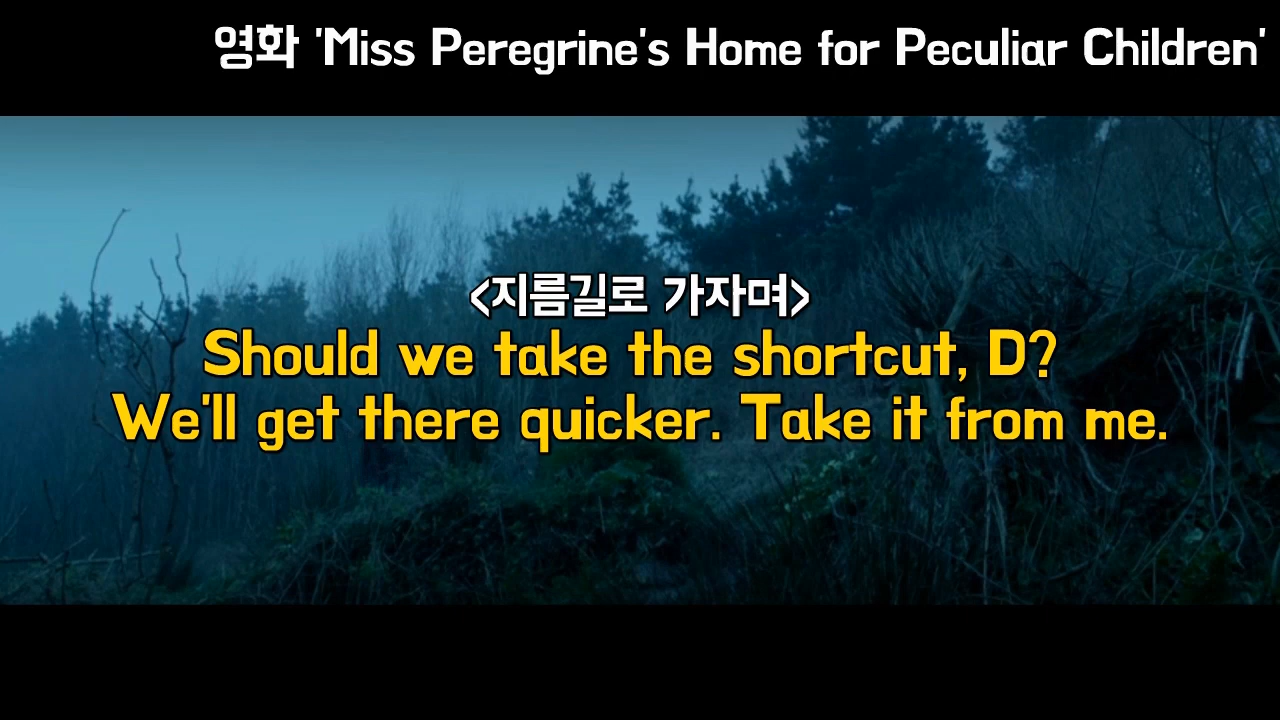 영화 'Miss Peregrine's Home for Peculiar Children'
<지름길로 가자며>
Should we take the shortcut, D?
We'll get there quicker. Take it from me.